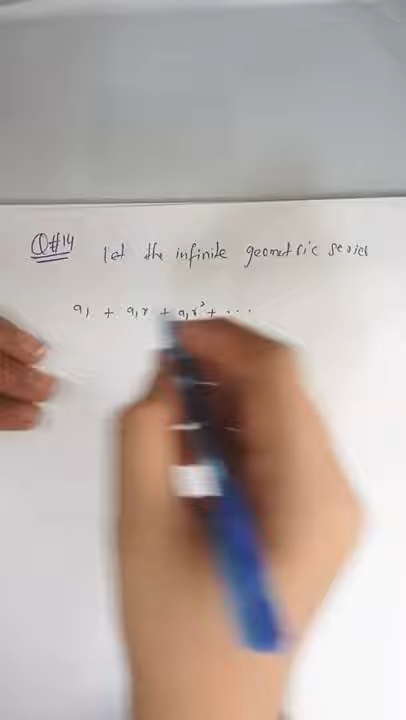 Q#14 Let the infinite geometric series
a₁ + a₁r + a₁r² + ...